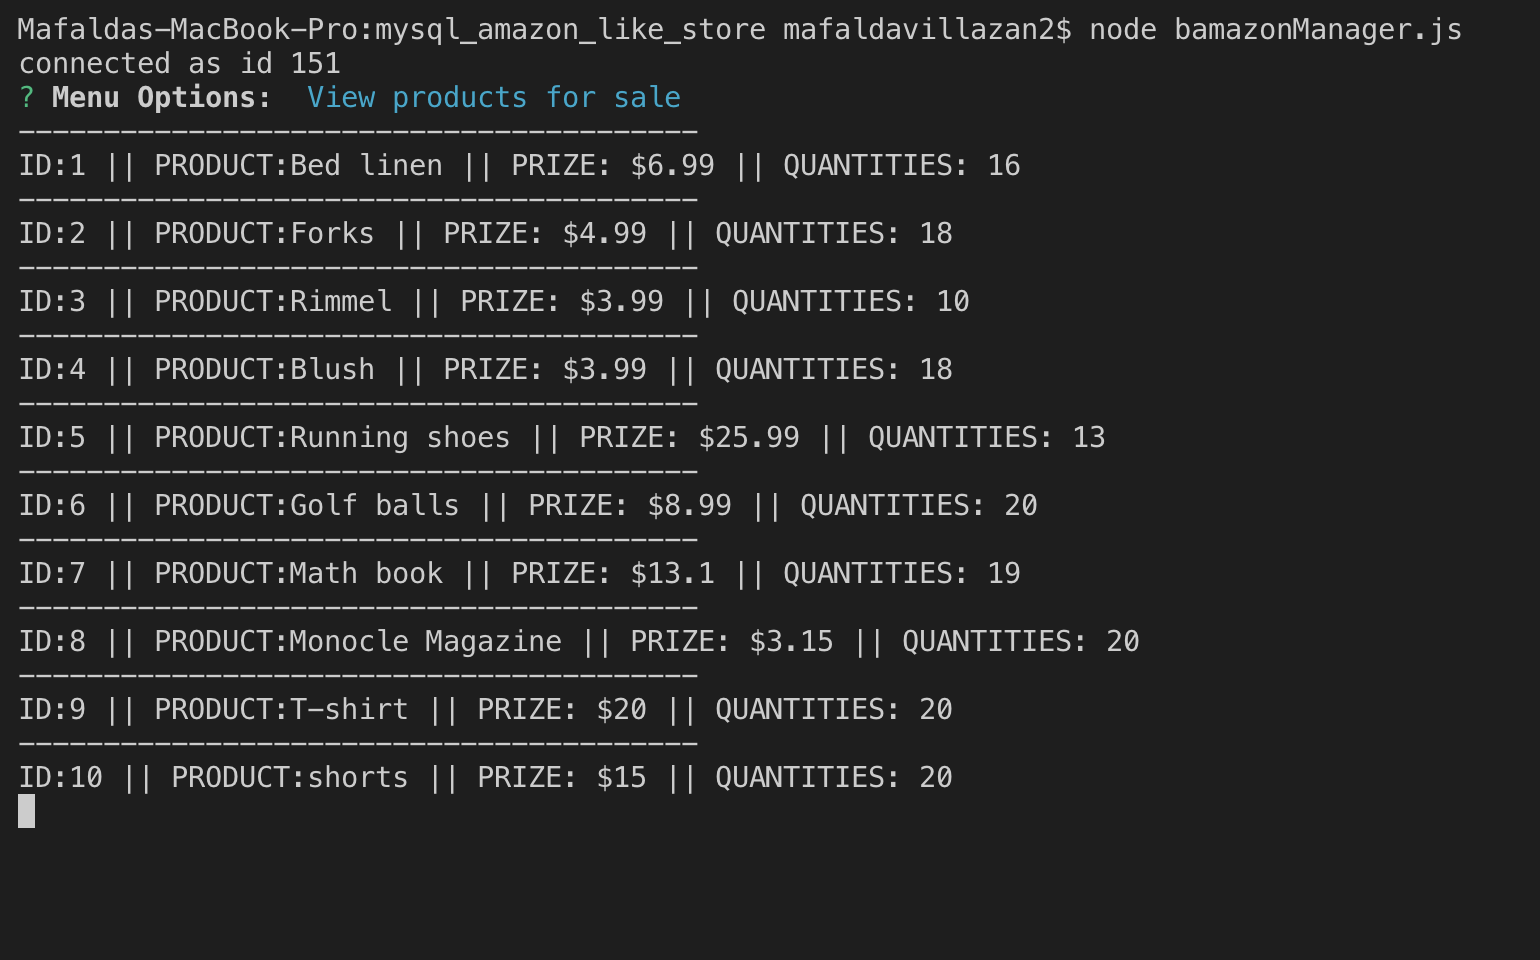 Mafaldas-MacBook-Pro:mysql_amazon_like_store mafaldavillazan2$ node bamazonManager.js
connected as id 151
? Menu Options:  View products for sale
----------------------------------------
ID:1 || PRODUCT:Bed linen || PRIZE: $6.99 || QUANTITIES: 16
----------------------------------------
ID:2 || PRODUCT:Forks || PRIZE: $4.99 || QUANTITIES: 18
----------------------------------------
ID:3 || PRODUCT:Rimmel || PRIZE: $3.99 || QUANTITIES: 10
----------------------------------------
ID:4 || PRODUCT:Blush || PRIZE: $3.99 || QUANTITIES: 18
----------------------------------------
ID:5 || PRODUCT:Running shoes || PRIZE: $25.99 || QUANTITIES: 13
----------------------------------------
ID:6 || PRODUCT:Golf balls || PRIZE: $8.99 || QUANTITIES: 20
----------------------------------------
ID:7 || PRODUCT:Math book || PRIZE: $13.1 || QUANTITIES: 19
----------------------------------------
ID:8 || PRODUCT:Monocle Magazine || PRIZE: $3.15 || QUANTITIES: 20
----------------------------------------
ID:9 || PRODUCT:T-shirt || PRIZE: $20 || QUANTITIES: 20
----------------------------------------
ID:10 || PRODUCT:shorts || PRIZE: $15 || QUANTITIES: 20